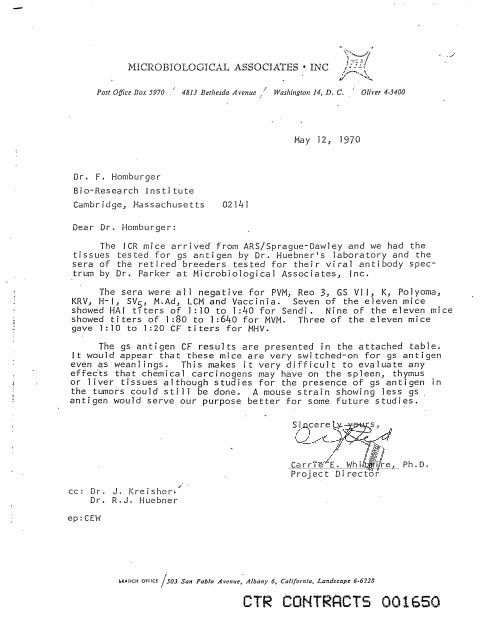 MICROBIOLOGICAL ASSOCIATES • INC
Post Office Box 5970 / 4813 Bethesda Avenue / Washington 14, D. C. / Oliver 4-3400
May 12, 1970
Dr. F. Homburger
Bio-Research Institute
Cambridge, Massachusetts 02141
Dear Dr. Homburger:
The ICR mice arrived from ARS/Sprague-Dawley and we had the
tissues tested for gs antigen by Dr. Huebner's laboratory and the
sera of the retired breeders tested for their viral antibody spec-
trum by Dr. Parker at Microbiological Associates, Inc.
The sera were all negative for PVM, Reo 3, GS VII, K, Polyoma,
KRV, H-I, SV5, M.Ad, LCM and Vaccinia. Seven of the eleven mice
showed HAI titers of 1:10 to 1:40 for Sendi. Nine of the eleven mice
showed titers of 1:80 to 1:640 for MVM. Three of the eleven mice
gave 1:10 to 1:20 CF titers for MHV.
The gs antigen CF results are presented in the attached table.
It would appear that these mice are very switched-on for gs antigen
even as weanlings. This makes it very difficult to evaluate any
effects that chemical carcinogens may have on the spleen, thymus
or liver tissues although studies for the presence of gs antigen in
the tumors could still be done. A mouse strain showing less gs
antigen would serve our purpose better for some future studies.
Sincerely yours,
Carrie E. Whitmire, Ph.D.
Project Director
cc: Dr. J. Kreisher
Dr. R.J. Huebner
ep:CEW
BRANCH OFFICE / 503 San Pablo Avenue, Albany 6, California, Landscape 6-6228
CTR CONTRACTS 001650